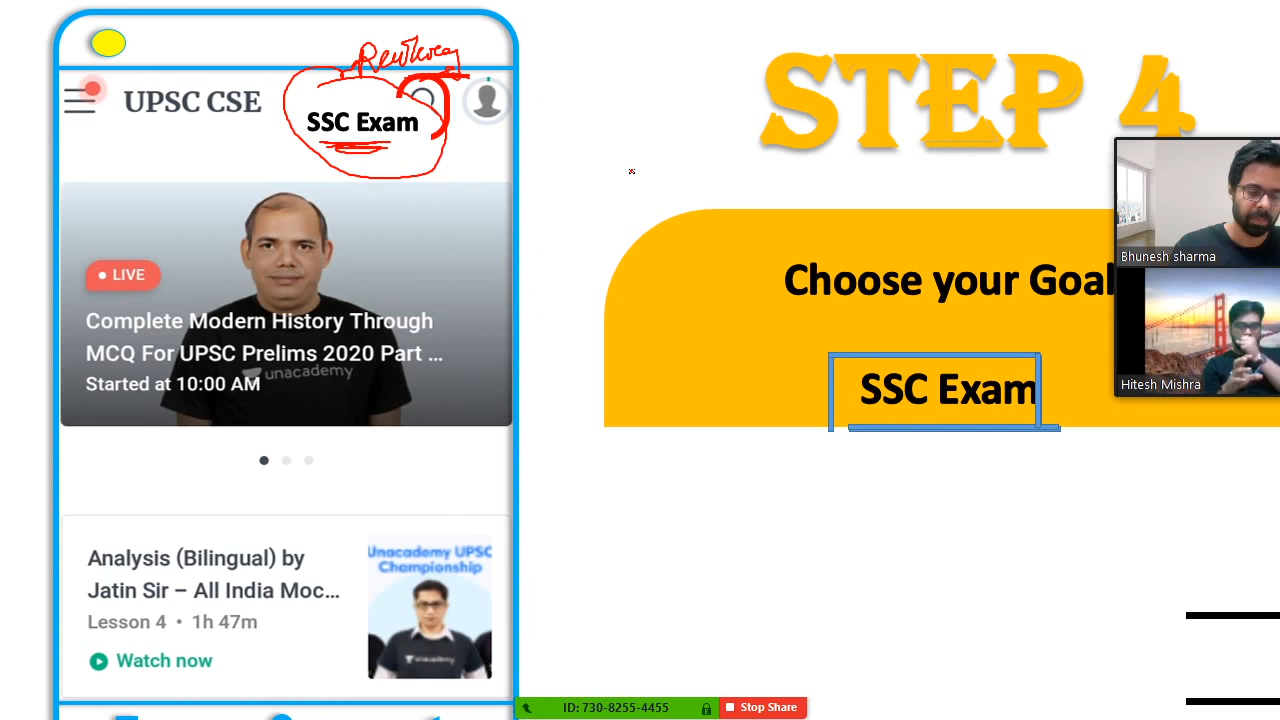 STEP 4
UPSC CSE
SSC Exam
LIVE
Complete Modern History Through
MCQ For UPSC Prelims 2020 Part ...
Started at 10:00 AM
unacademy
Choose your Goal
SSC Exam
Bhunesh sharma
Hitesh Mishra
Analysis (Bilingual) by
Jatin Sir – All India Moc...
Lesson 4 • 1h 47m
Watch now
Unacademy UPSC
Championship
unacademy
ID: 730-8255-4455
Stop Share